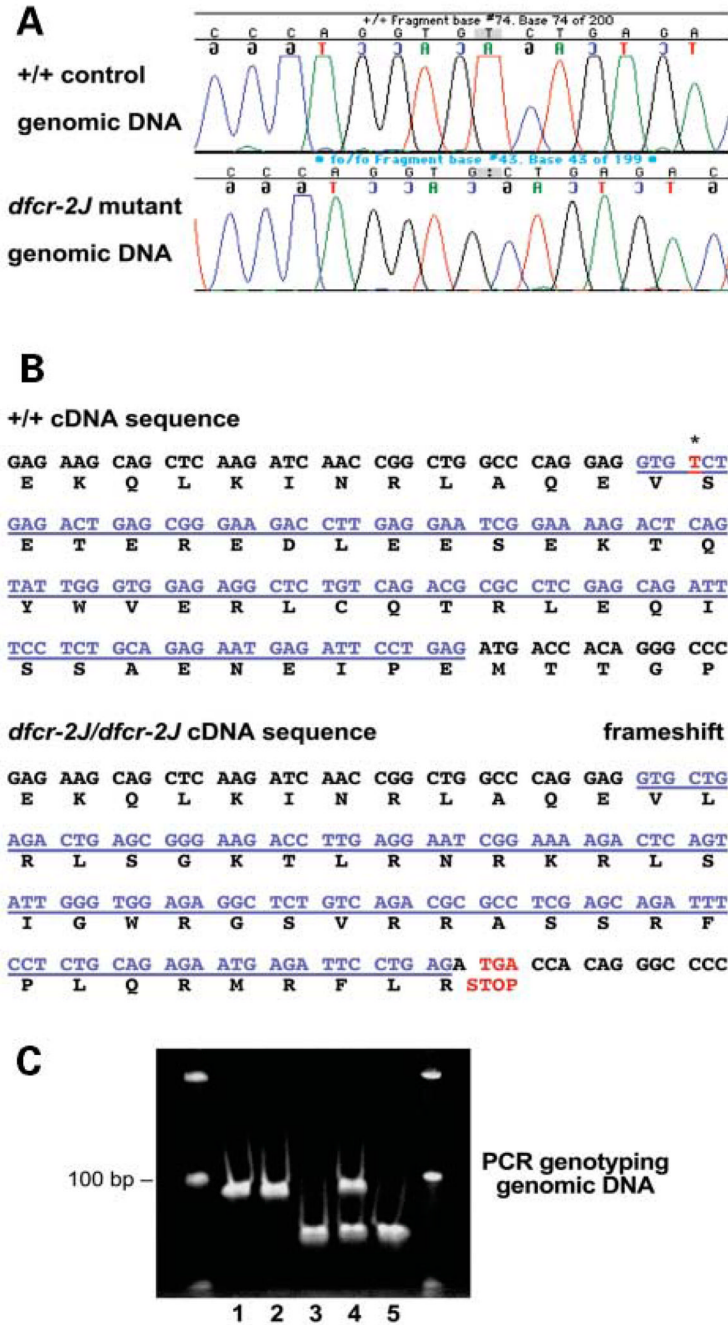 A
+/+ Fragment base #74. Base 74 of 200
C C C A G G T G T C T G A G A
G G G T C C A C A G A C T C T
+/+ control
genomic DNA
fo/fo Fragment base #43. Base 43 of 199
C C C A G G T G : C T G A G A C
G G G T C C A C G A C T C T G
dfcr-2J mutant
genomic DNA
B
+/+ cDNA sequence
*
GAG AAG CAG CTC AAG ATC AAC CGG CTG GCC CAG GAG GTG TCT
E K Q L K I N R L A Q E V S
GAG ACT GAG CGG GAA GAC CTT GAG GAA TCG GAA AAG ACT CAG
E T E R E D L E E S E K T Q
TAT TGG GTG GAG AGG CTC TGT CAG ACG CGC CTC GAG CAG ATT
Y W V E R L C Q T R L E Q I
TCC TCT GCA GAG AAT GAG ATT CCT GAG ATG ACC ACA GGG CCC
S S A E N E I P E M T T G P
dfcr-2J/dfcr-2J cDNA sequence frameshift
GAG AAG CAG CTC AAG ATC AAC CGG CTG GCC CAG GAG GTG CTG
E K Q L K I N R L A Q E V L
AGA CTG AGC GGG AAG ACC TTG AGG AAT CGG AAA AGA CTC AGT
R L S G K T L R N R K R L S
ATT GGG TGG AGA GGC TCT GTC AGA CGC GCC TCG AGC AGA TTT
I G W R G S V R R A S S R F
CCT CTG CAG AGA ATG AGA TTC CTG AGA TGA CCA CAG GGC CCC
P L Q R M R F L R STOP
C
100 bp
PCR genotyping
genomic DNA
1 2 3 4 5